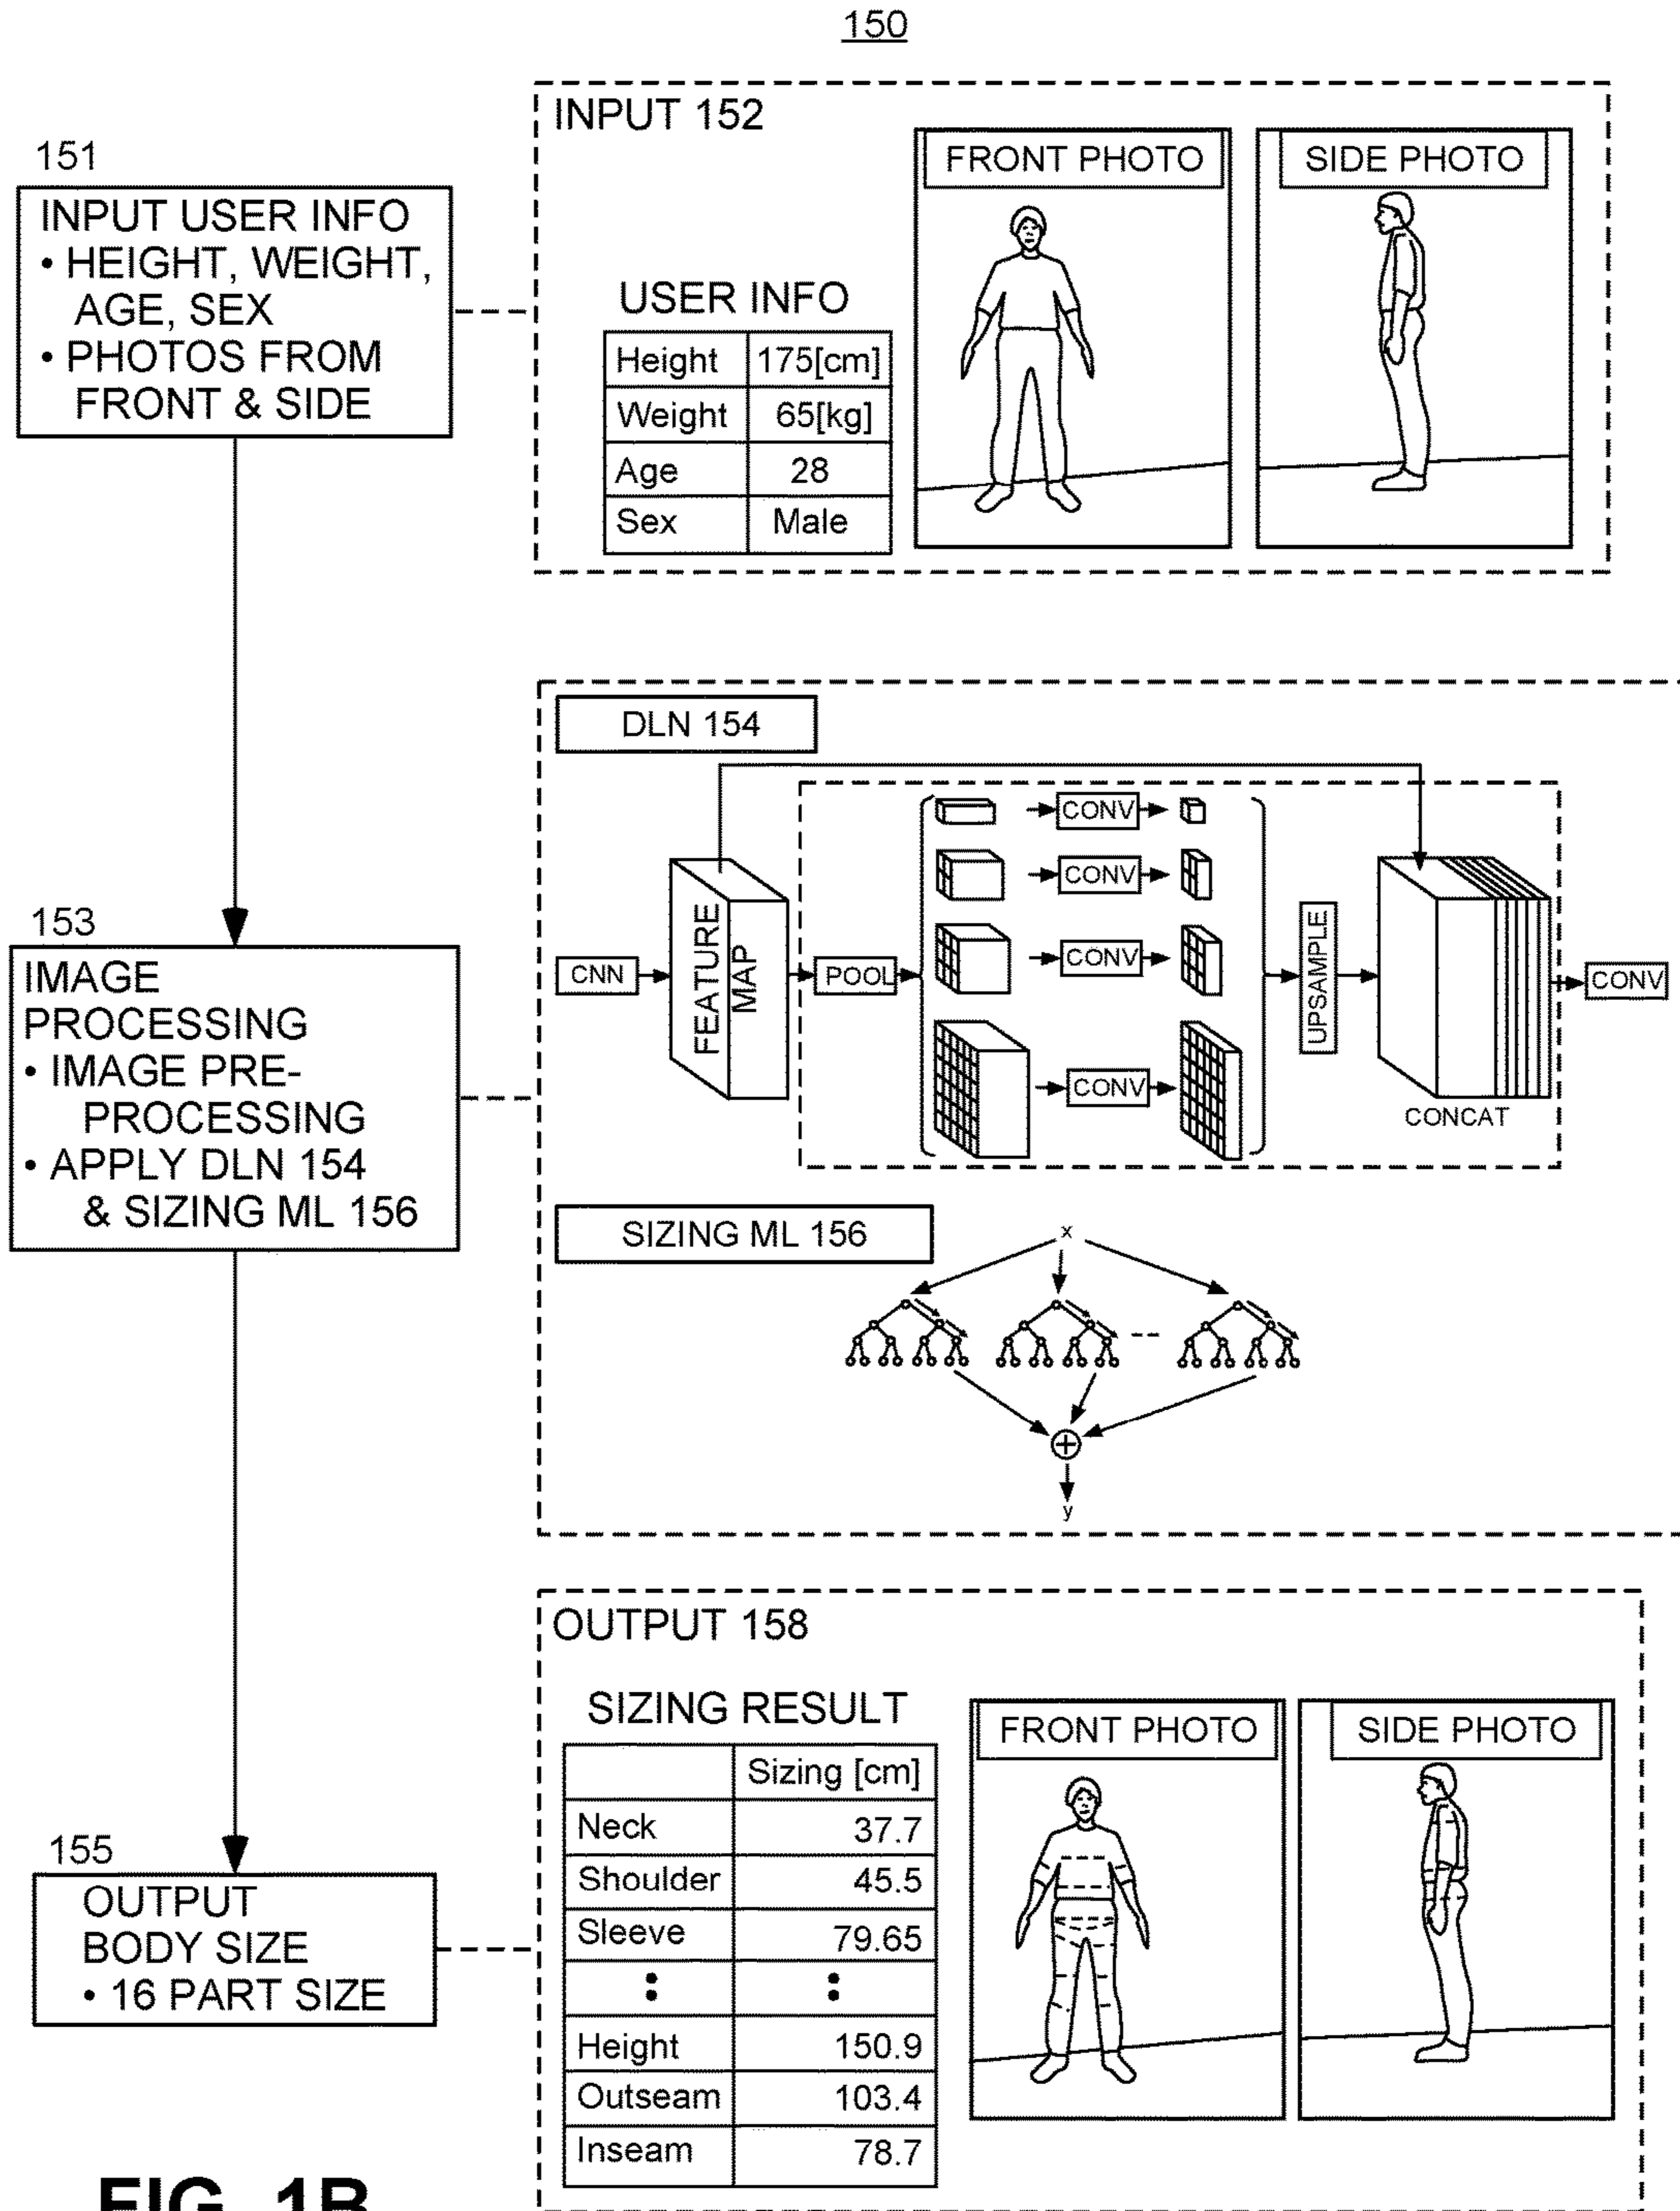 150
151
INPUT USER INFO
• HEIGHT, WEIGHT,
AGE, SEX
• PHOTOS FROM
FRONT & SIDE
INPUT 152
USER INFO
Height 175[cm]
Weight 65[kg]
Age 28
Sex Male
FRONT PHOTO
SIDE PHOTO
153
IMAGE
PROCESSING
• IMAGE PRE-
PROCESSING
• APPLY DLN 154
& SIZING ML 156
DLN 154
CNN
FEATURE
MAP
POOL
CONV
CONV
CONV
CONV
UPSAMPLE
CONCAT
CONV
SIZING ML 156
x
y
155
OUTPUT
BODY SIZE
• 16 PART SIZE
OUTPUT 158
SIZING RESULT
Sizing [cm]
Neck 37.7
Shoulder 45.5
Sleeve 79.65
: :
Height 150.9
Outseam 103.4
Inseam 78.7
FRONT PHOTO
SIDE PHOTO
FIG. 1B